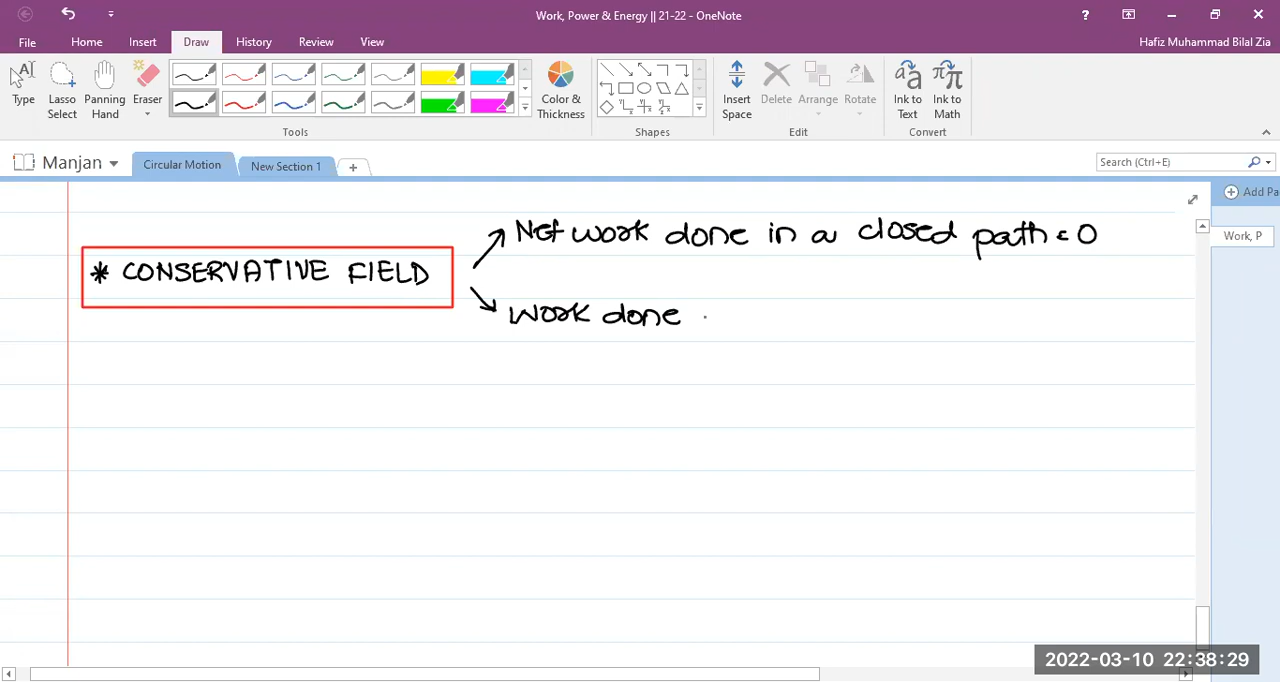 Work, Power & Energy || 21-22 - OneNote
?
File Home Insert Draw History Review View
Hafiz Muhammad Bilal Zia
Type
Lasso Select
Panning Hand
Eraser
Color & Thickness
Insert Space
Delete
Arrange
Rotate
Ink to Text
Ink to Math
Tools
Shapes
Edit
Convert
Manjan
Circular Motion
New Section 1
Search (Ctrl+E)
Add Pa
Work, P
Net work done in a closed path = 0
* CONSERVATIVE FIELD
Work done
2022-03-10 22:38:29